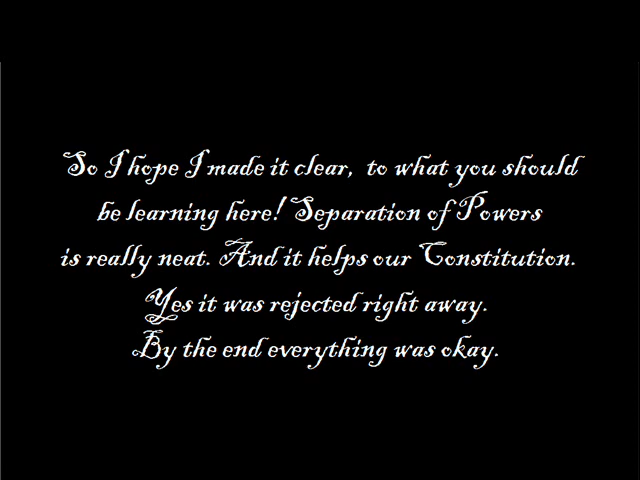 So I hope I made it clear, to what you should
be learning here! Separation of Powers
is really neat. And it helps our Constitution.
Yes it was rejected right away.
By the end everything was okay.